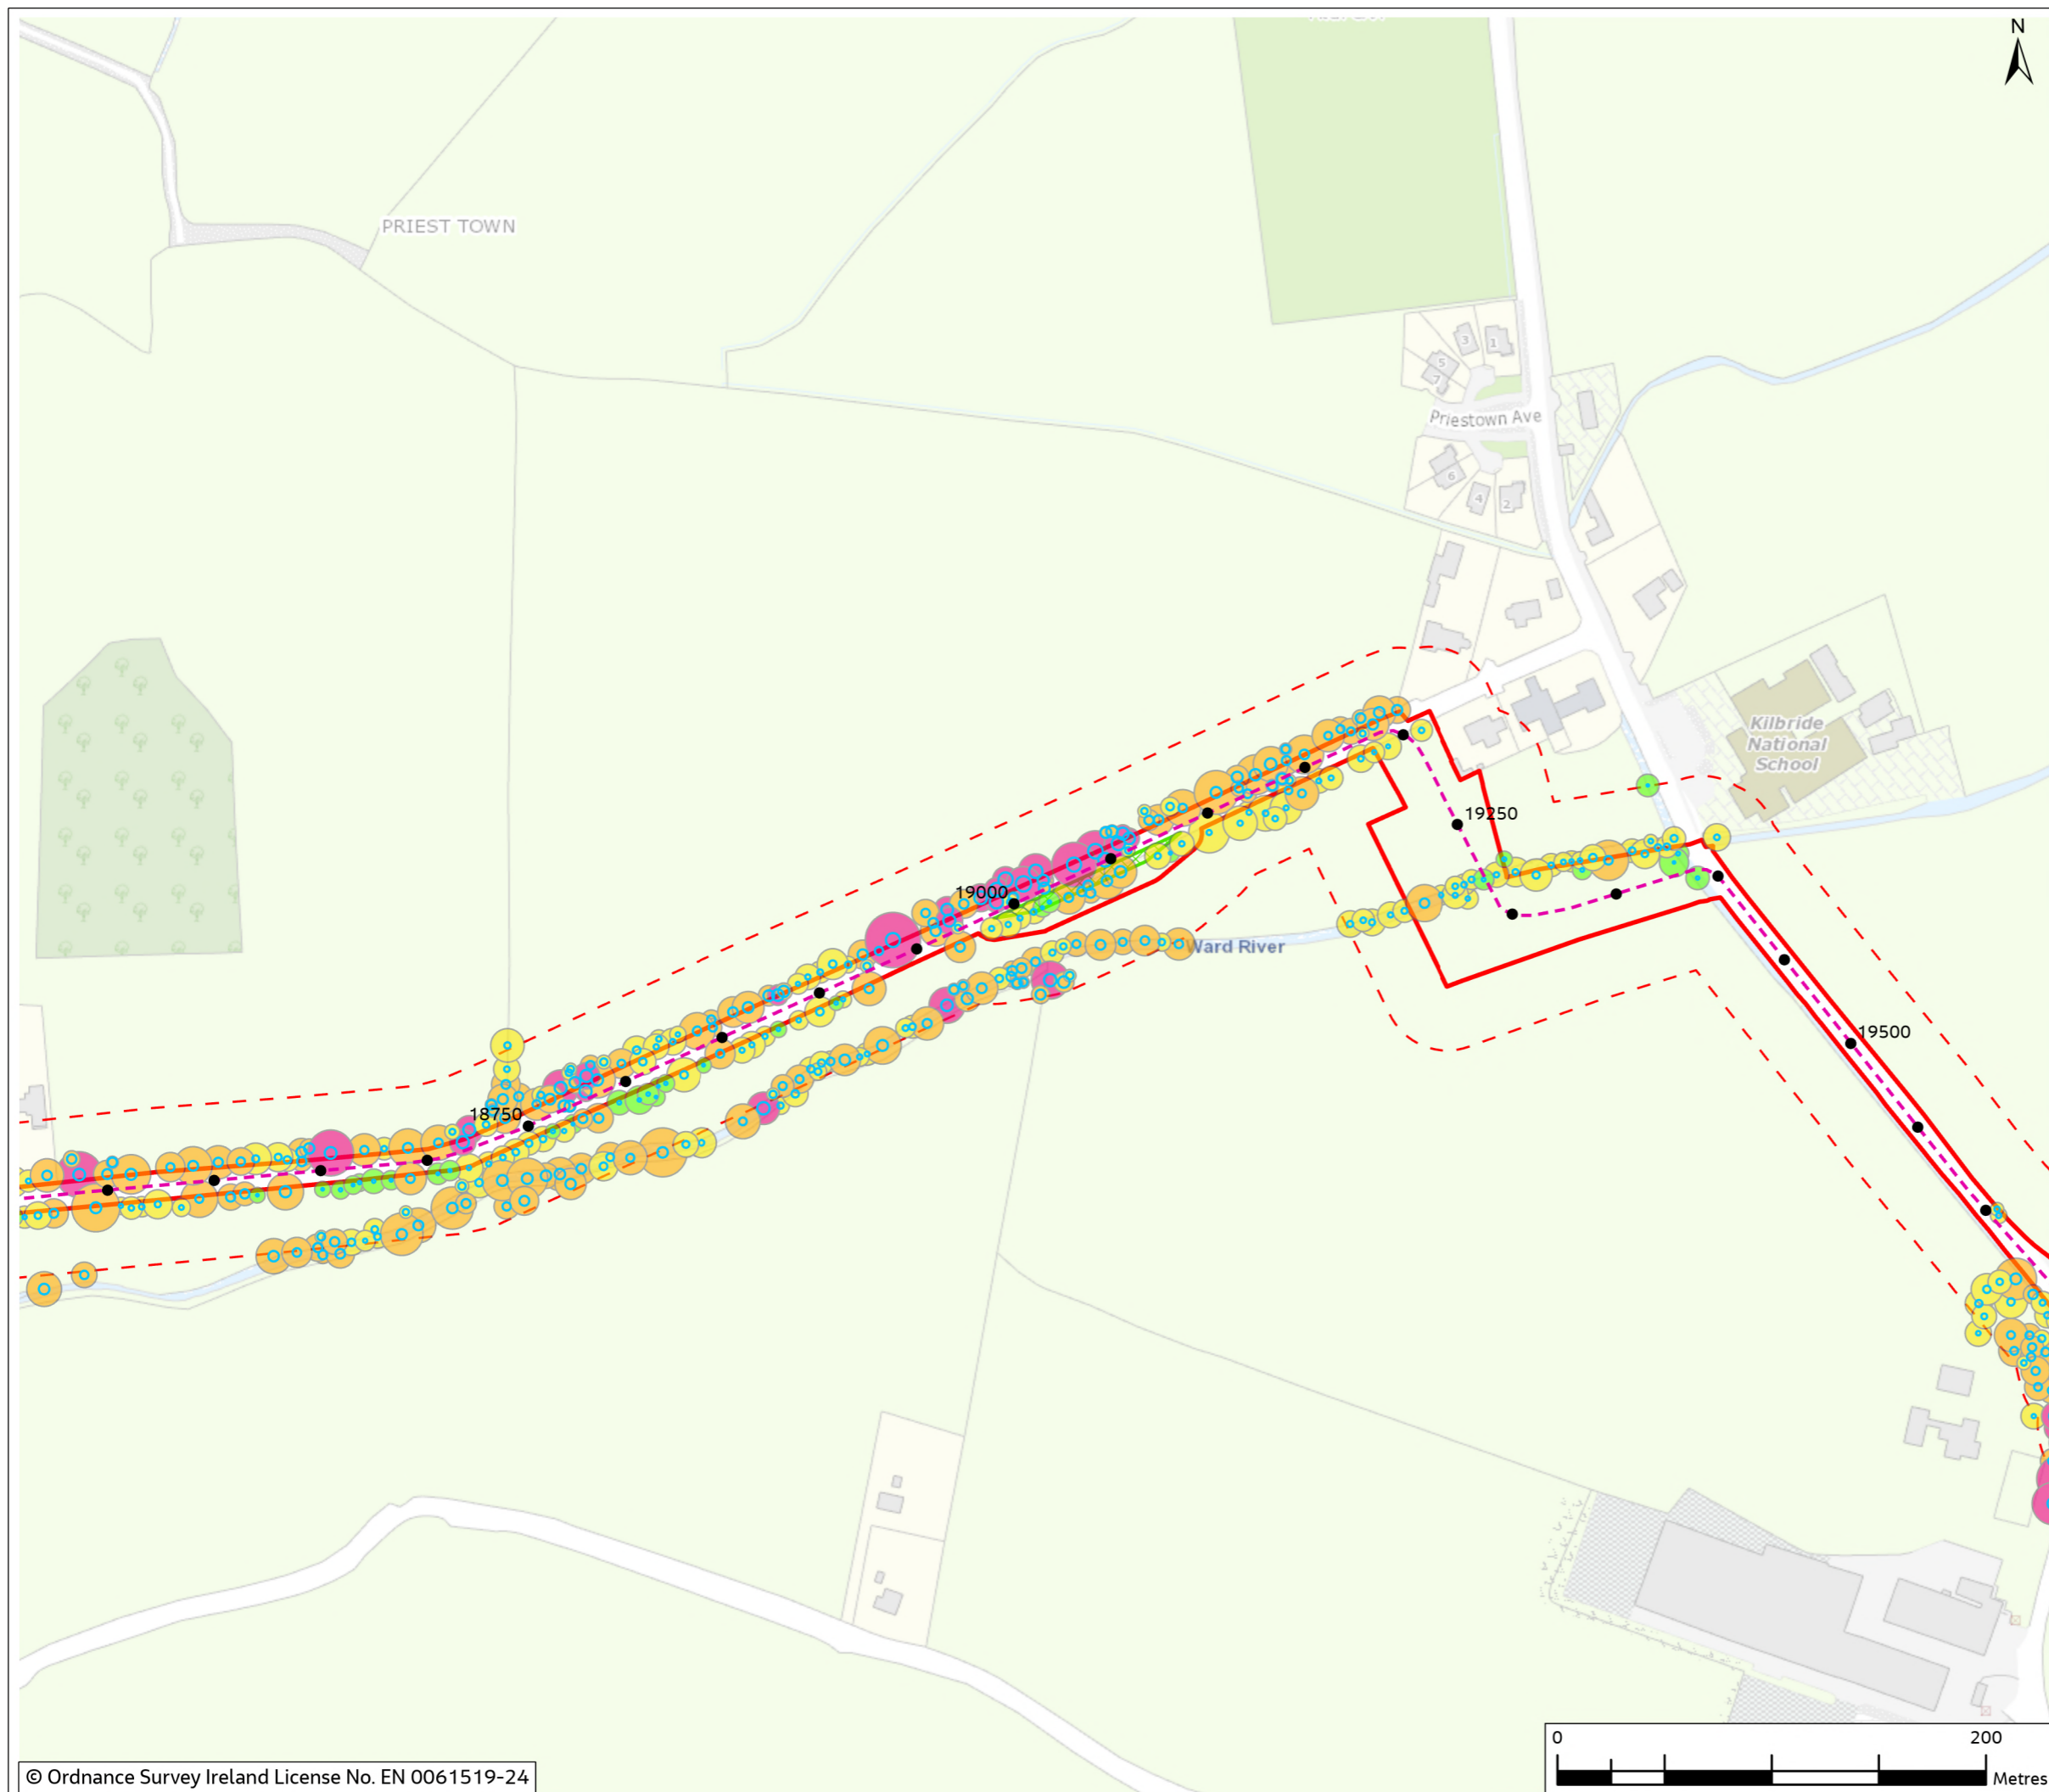 N
PRIEST TOWN
3
1
5
7
Priestown Ave
6
4
2
Kilbride
National
School
19250
19000
Ward River
19500
18750
0
200
Metres
© Ordnance Survey Ireland License No. EN 0061519-24